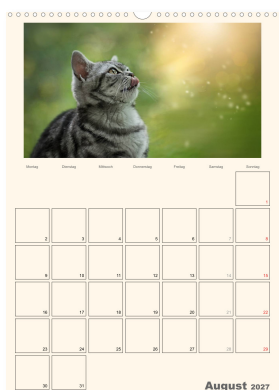 Montag Dienstag Mittwoch Donnerstag Freitag Samstag Sonntag
1
2 3 4 5 6 7 8
9 10 11 12 13 14 15
16 17 18 19 20 21 22
23 24 25 26 27 28 29
30 31
August 2027